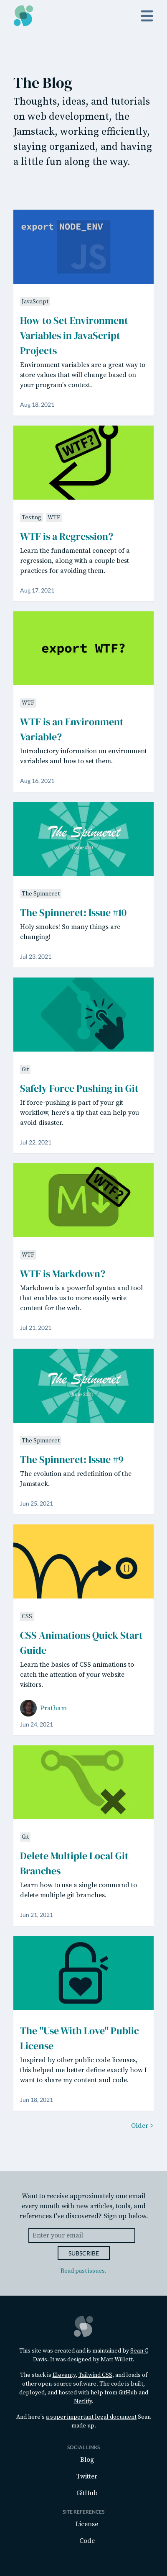 The Blog
Thoughts, ideas, and tutorials
on web development, the
Jamstack, working efficiently,
staying organized, and having
a little fun along the way.
export NODE_ENV
JS
JavaScript
How to Set Environment
Variables in JavaScript
Projects
Environment variables are a great way to
store values that will change based on
your program's context.
Aug 18, 2021
WTF?
Testing WTF
WTF is a Regression?
Learn the fundamental concept of a
regression, along with a couple best
practices for avoiding them.
Aug 17, 2021
export WTF?
WTF
WTF is an Environment
Variable?
Introductory information on environment
variables and how to set them.
Aug 16, 2021
The Spinneret
The Spinneret
The Spinneret: Issue #10
Holy smokes! So many things are
changing!
Jul 23, 2021
Git
Safely Force Pushing in Git
If force-pushing is part of your git
workflow, here's a tip that can help you
avoid disaster.
Jul 22, 2021
M
WTF?
WTF
WTF is Markdown?
Markdown is a powerful syntax and tool
that enables us to more easily write
content for the web.
Jul 21, 2021
The Spinneret
The Spinneret
The Spinneret: Issue #9
The evolution and redefinition of the
Jamstack.
Jun 25, 2021
CSS
CSS Animations Quick Start
Guide
Learn the basics of CSS animations to
catch the attention of your website
visitors.
Pratham
Jun 24, 2021
Git
Delete Multiple Local Git
Branches
Learn how to use a single command to
delete multiple git branches.
Jun 21, 2021
The "Use With Love" Public
License
Inspired by other public code licenses,
this helped me better define exactly how I
want to share my content and code.
Jun 18, 2021
Older >
Want to receive approximately one email
every month with new articles, tools, and
references I've discovered? Sign up below.
Enter your email
SUBSCRIBE
Read past issues.
This site was created and is maintained by Sean C
Davis. It was designed by Matt Willett.
The stack is Eleventy, Tailwind CSS, and loads of
other open-source software. The code is built,
deployed, and hosted with help from GitHub and
Netlify.
And here's a super important legal document Sean
made up.
SOCIAL LINKS
Blog
Twitter
GitHub
SITE REFERENCES
License
Code